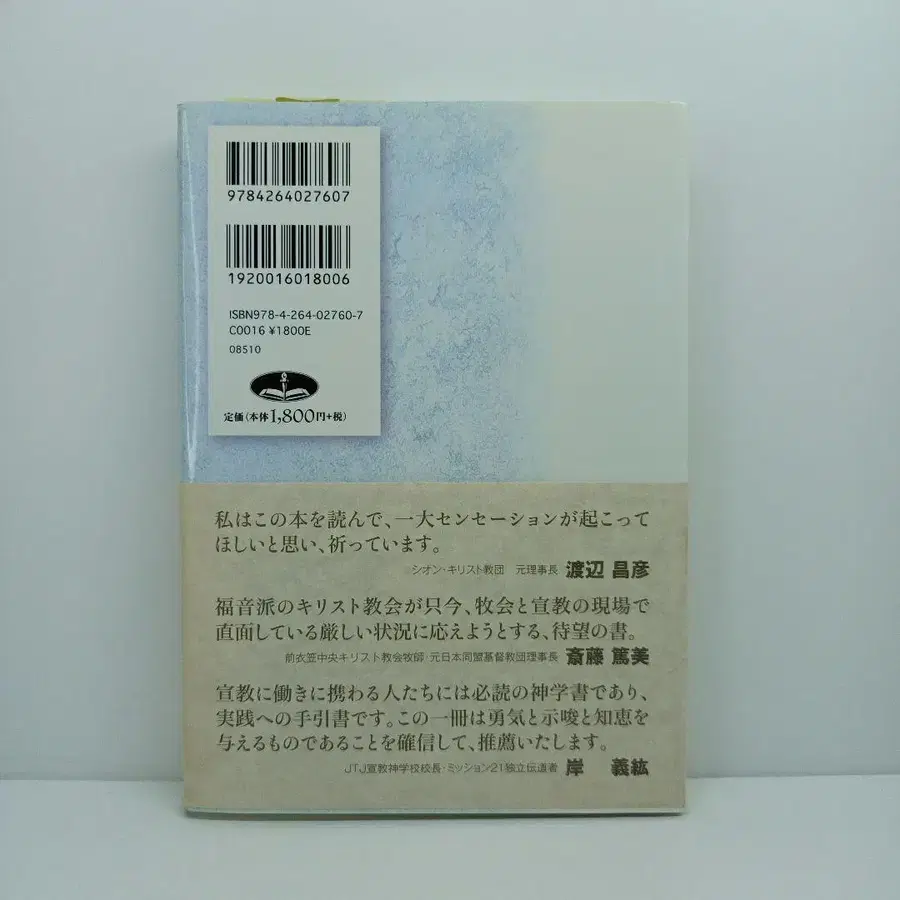 9784264027607
1920016018006
ISBN978-4-264-02760-7
C0016 ¥1800E
08510
定価(本体1,800円+税)
私はこの本を読んで、一大センセーションが起こって
ほしいと思い、祈っています。
シオン・キリスト教団 元理事長 渡辺 昌彦
福音派のキリスト教会が只今、牧会と宣教の現場で
直面している厳しい状況に応えようとする、待望の書。
前衣笠中央キリスト教会牧師・元日本同盟基督教団理事長 斎藤 篤美
宣教に働きに携わる人たちには必読の神学書であり、
実践への手引書です。この一冊は勇気と示唆と知恵を
与えるものであることを確信して、推薦いたします。
JTJ宣教神学校校長・ミッション21独立伝道者 岸 義紘